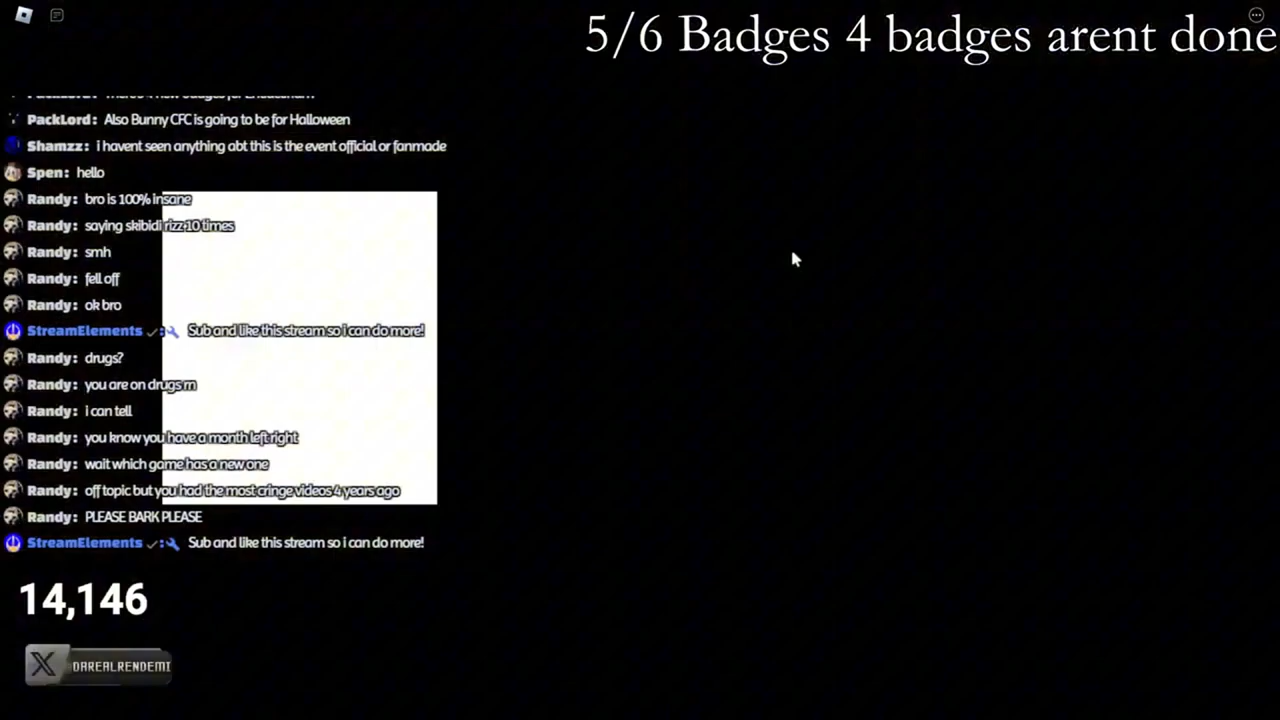 5/6 Badges 4 badges arent done
PackLord: There's 4 new badges for
PackLord: Also Bunny CFC is going to be for Halloween
Shamzz: i havent seen anything abt this is the event official or fanmade
Spen: hello
Randy: bro is 100% insane
Randy: saying skibidi rizz 10 times
Randy: smh
Randy: fell off
Randy: ok bro
StreamElements : Sub and like this stream so i can do more!
Randy: drugs?
Randy: you are on drugs rn
Randy: i can tell
Randy: you know you have a month left right
Randy: wait which game has a new one
Randy: off topic but you had the most cringe videos 4 years ago
Randy: PLEASE BARK PLEASE
StreamElements : Sub and like this stream so i can do more!
14,146
X DAREALRENDEMI